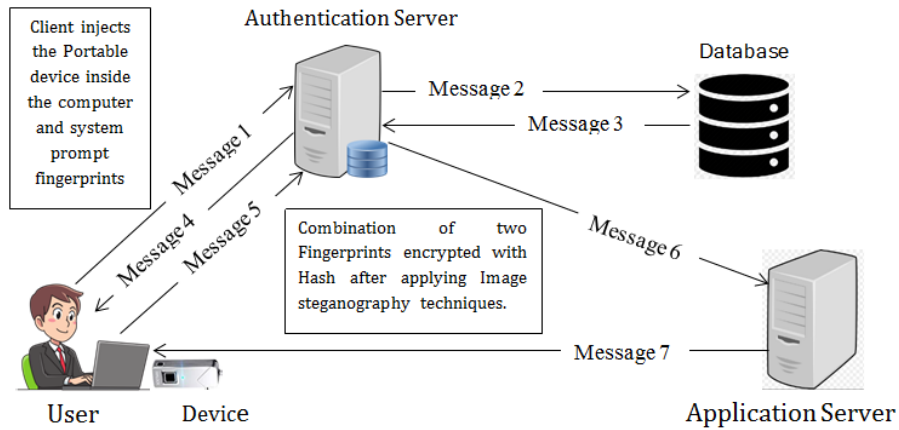 Authentication Server
Client injects
the Portable
device inside
the computer
and system
prompt
fingerprints
Database
Message 2
Message 3
Message 1
Message 4
Message 5
Combination of two
Fingerprints encrypted with
Hash after applying Image
steganography techniques.
Message 6
Message 7
User
Device
Application Server